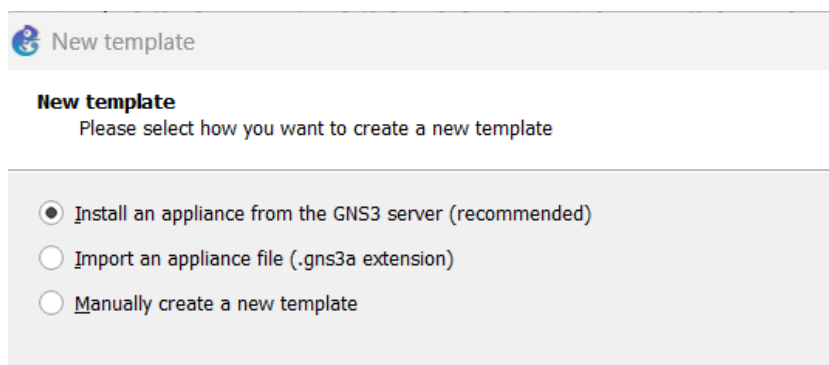 New template
New template
Please select how you want to create a new template
Install an appliance from the GNS3 server (recommended)
Import an appliance file (.gns3a extension)
Manually create a new template